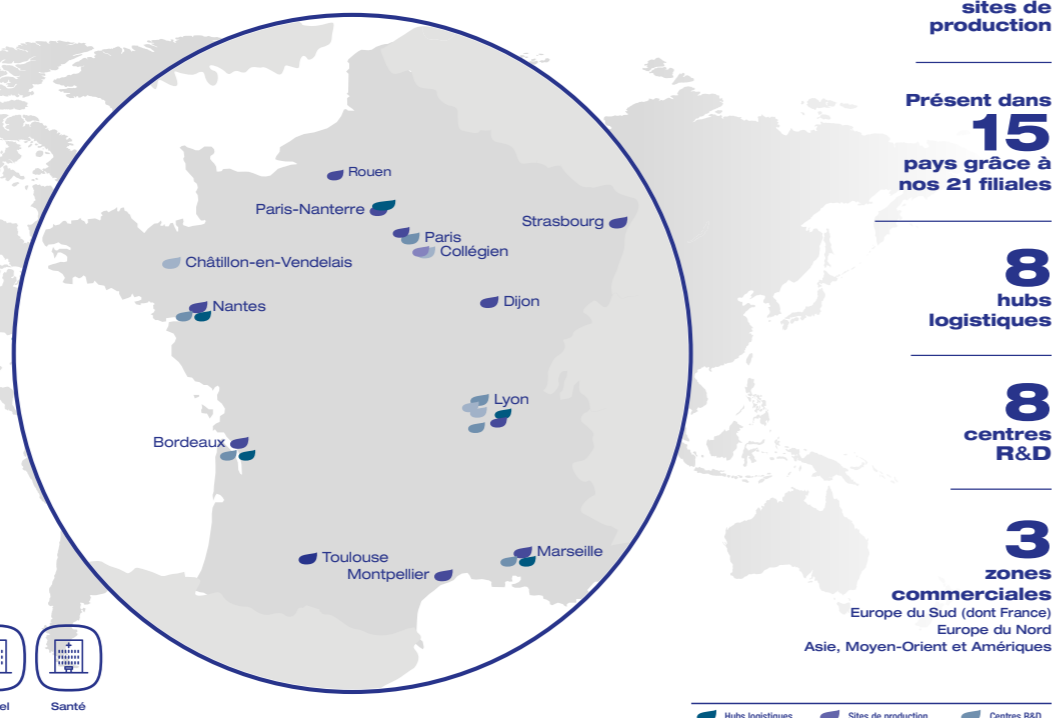 sites de
production
Présent dans
15
pays grâce à
nos 21 filiales
8
hubs
logistiques
8
centres
R&D
3
zones
commerciales
Europe du Sud (dont France)
Europe du Nord
Asie, Moyen-Orient et Amériques
Rouen
Paris-Nanterre
Strasbourg
Paris
Collégien
Châtillon-en-Vendelais
Nantes
Dijon
Lyon
Bordeaux
Toulouse
Marseille
Montpellier
Santé
Hubs logistiques
Sites de production
Centres R&D